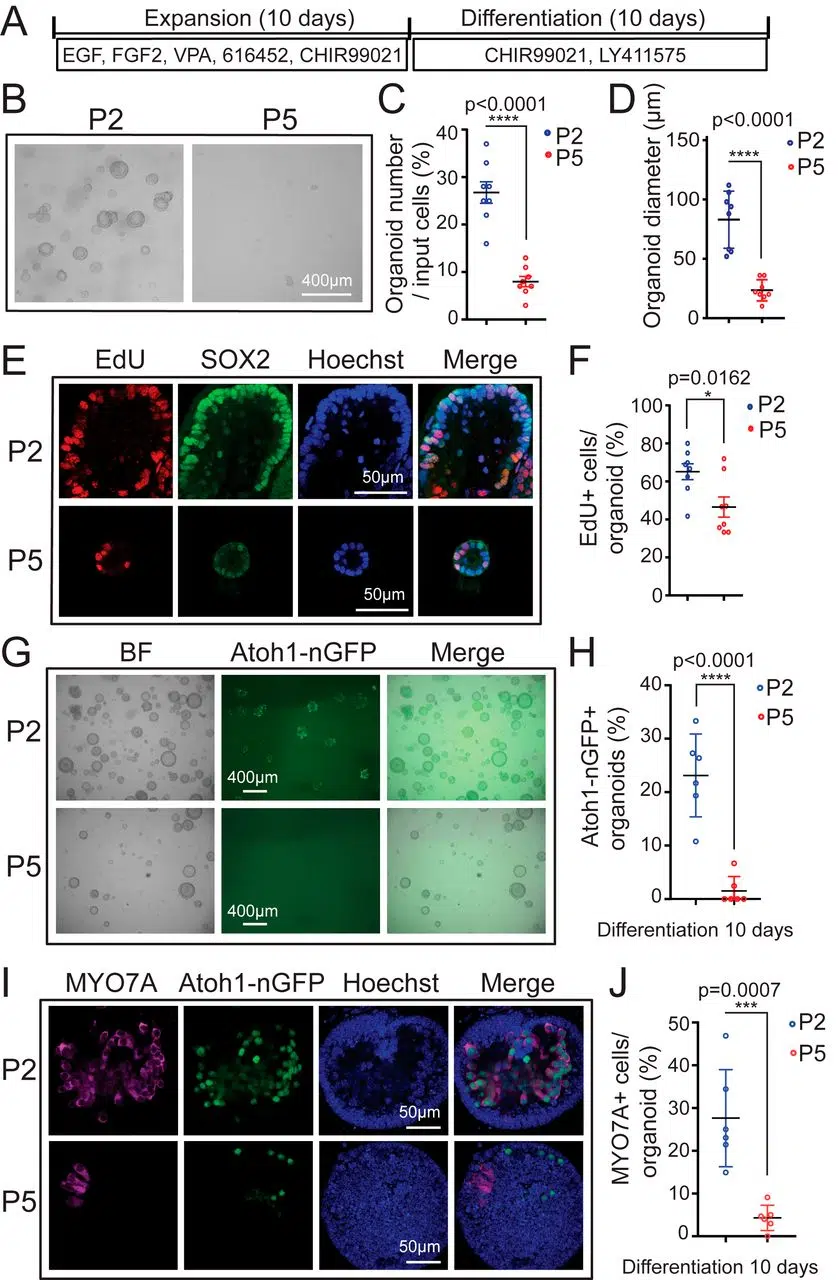 A
Expansion (10 days)
Differentiation (10 days)
EGF, FGF2, VPA, 616452, CHIR99021
CHIR99021, LY411575
B
P2
P5
400µm
C
p<0.0001
****
P2
P5
Organoid number
/ input cells (%)
40
30
20
10
0
D
p<0.0001
****
P2
P5
Organoid diameter (µm)
150
100
50
0
E
EdU
SOX2
Hoechst
Merge
P2
50µm
P5
50µm
F
p=0.0162
*
P2
P5
EdU+ cells/
organoid (%)
100
80
60
40
20
0
G
BF
Atoh1-nGFP
Merge
P2
400µm
P5
400µm
H
p<0.0001
****
P2
P5
Atoh1-nGFP+
organoids (%)
40
30
20
10
0
Differentiation 10 days
I
MYO7A
Atoh1-nGFP
Hoechst
Merge
P2
50µm
50µm
P5
50µm
50µm
J
p=0.0007
***
P2
P5
MYO7A+ cells/
organoid (%)
50
40
30
20
10
0
Differentiation 10 days